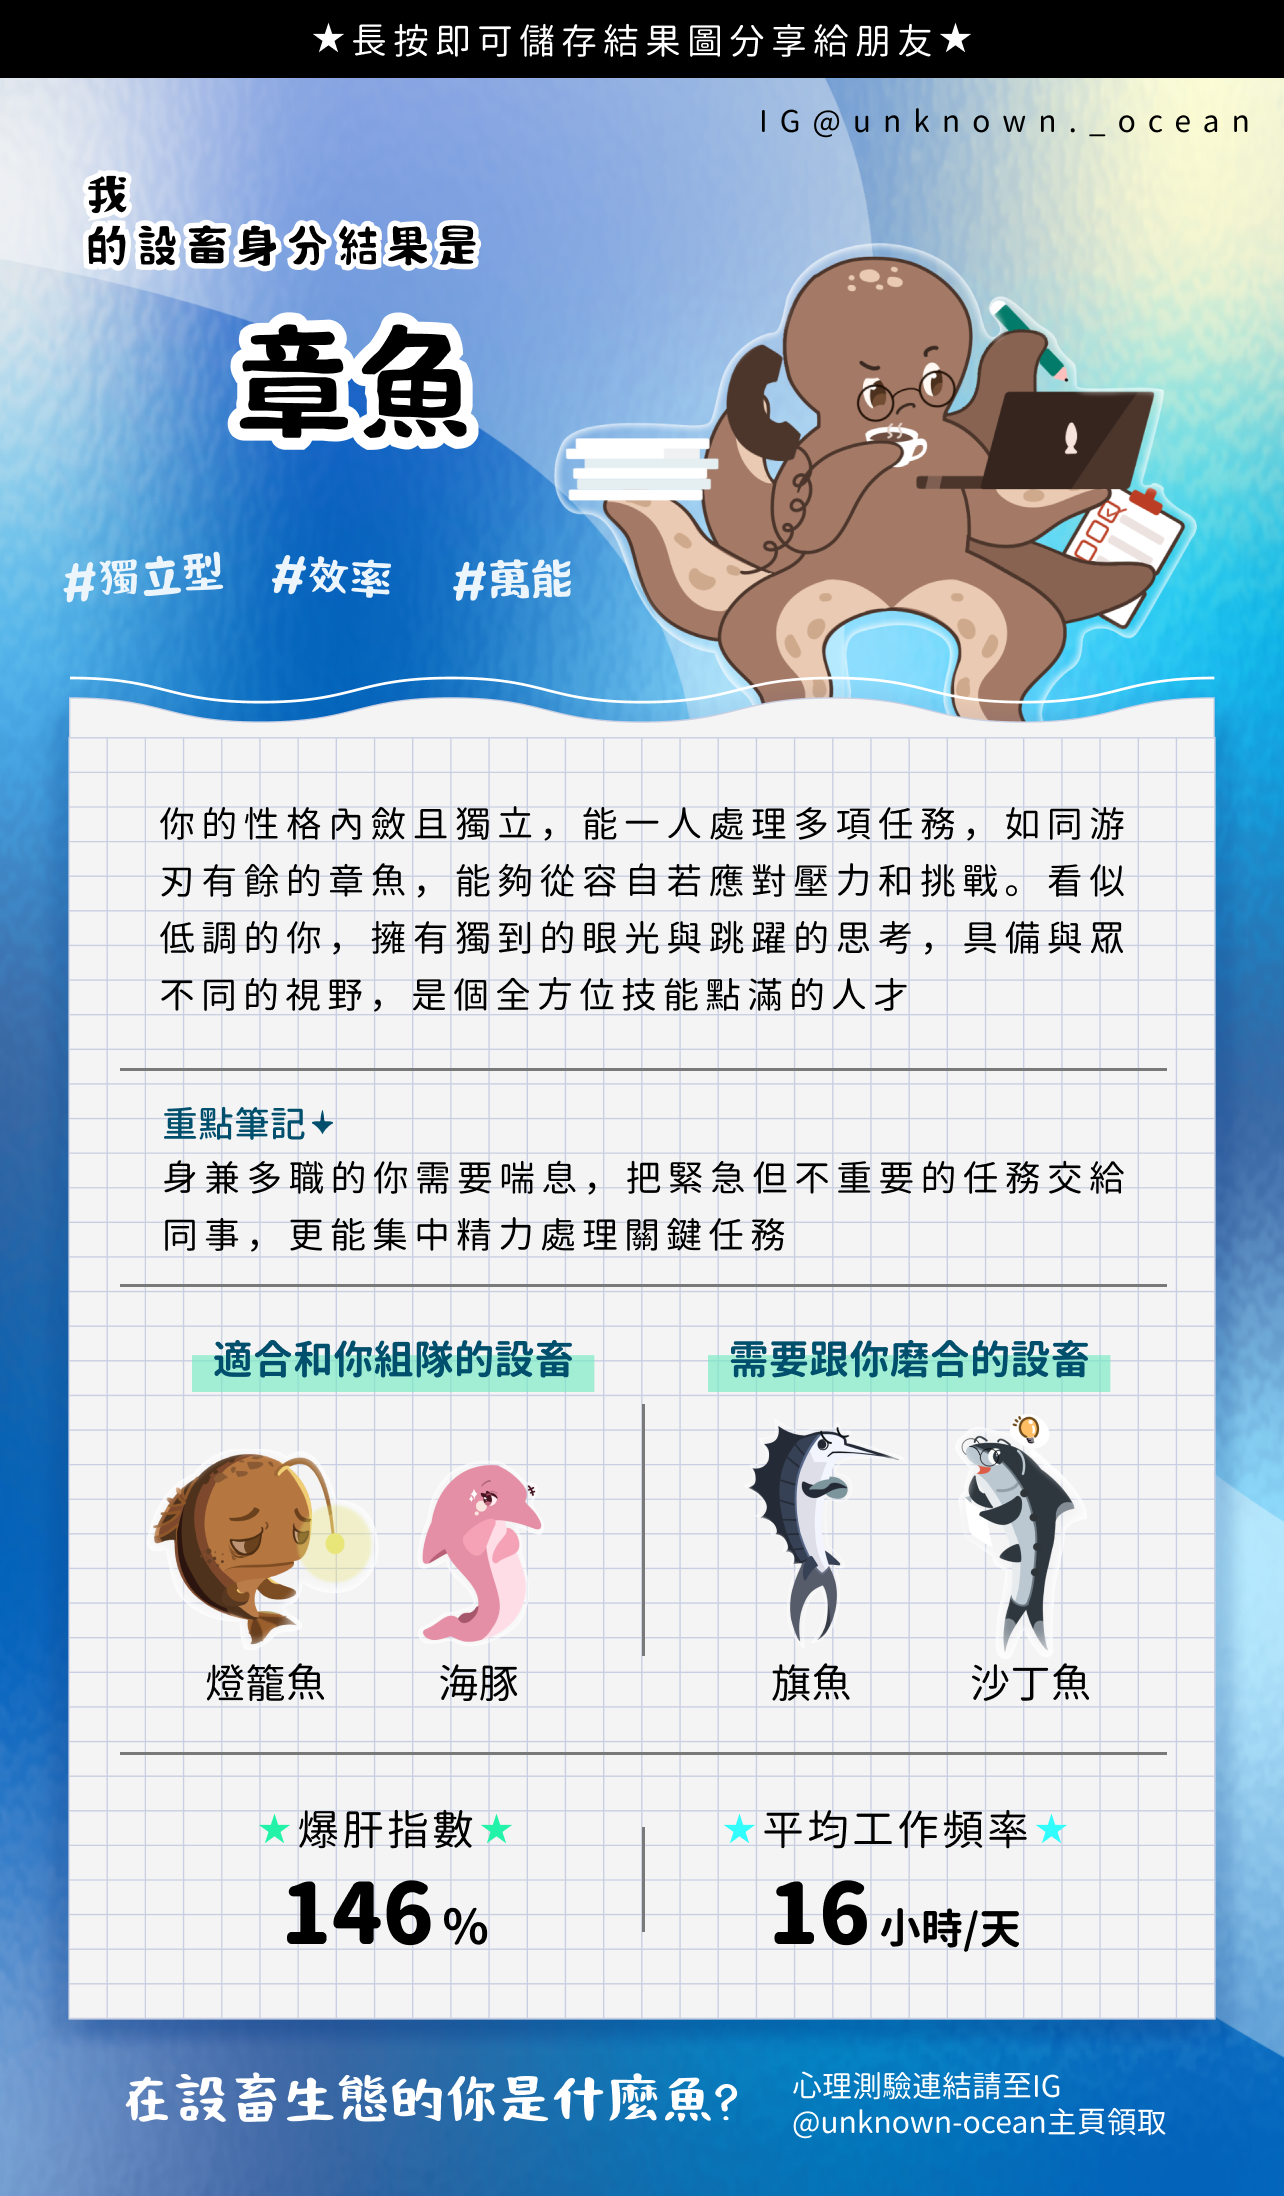 ★長按即可儲存結果圖分享給朋友★
IG@unknown._ocean
我
的設畜身分結果是
章魚
#獨立型 #效率 #萬能
你的性格內斂且獨立，能一人處理多項任務，如同游
刃有餘的章魚，能夠從容自若應對壓力和挑戰。看似
低調的你，擁有獨到的眼光與跳躍的思考，具備與眾
不同的視野，是個全方位技能點滿的人才
重點筆記✦
身兼多職的你需要喘息，把緊急但不重要的任務交給
同事，更能集中精力處理關鍵任務
適合和你組隊的設畜 需要跟你磨合的設畜
燈籠魚 海豚 旗魚 沙丁魚
★爆肝指數★ ★平均工作頻率★
146 % 16 小時/天
在設畜生態的你是什麼魚?
心理測驗連結請至IG
@unknown-ocean主頁領取